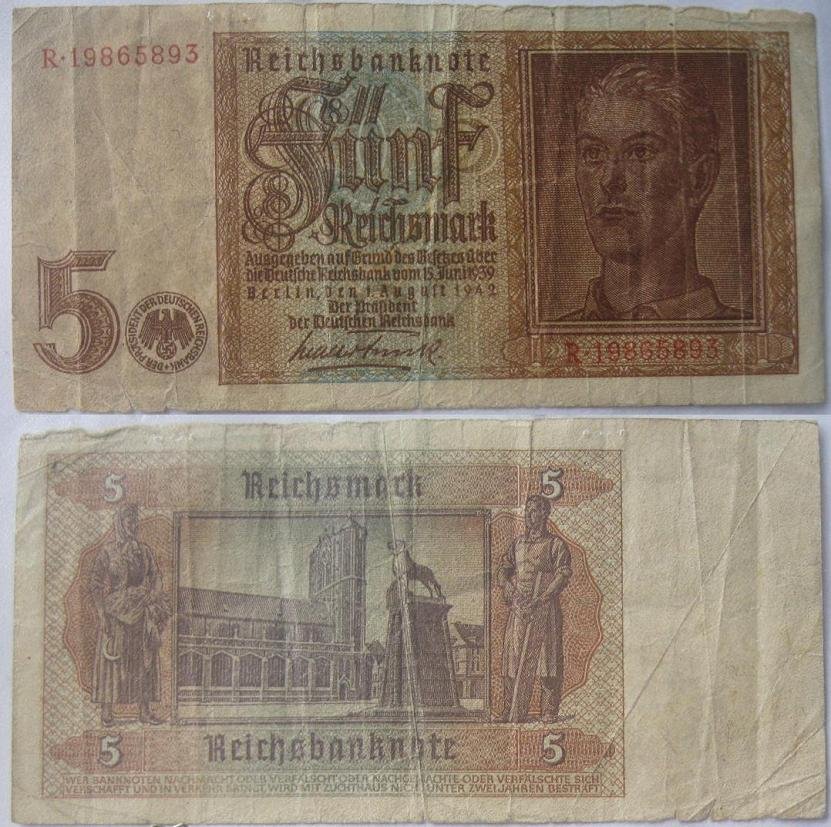 R·19865893
Reichsbanknote
Fünf
Reichsmark
Ausgegeben auf Grund des Gesetzes über
die Deutsche Reichsbank vom 15. Juni 1939
Berlin, den 1. August 1942
Der Präsident
der Deutschen Reichsbank
5
DER PRÄSIDENT DER DEUTSCHEN REICHSBANK
R·19865893
5 Reichsmark 5
5 Reichsbanknote 5
WER BANKNOTEN NACHMACHT ODER VERFÄLSCHT ODER NACHGEMACHTE ODER VERFÄLSCHTE SICH
VERSCHAFFT UND IN VERKEHR BRINGT, WIRD MIT ZUCHTHAUS NICHT UNTER ZWEI JAHREN BESTRAFT